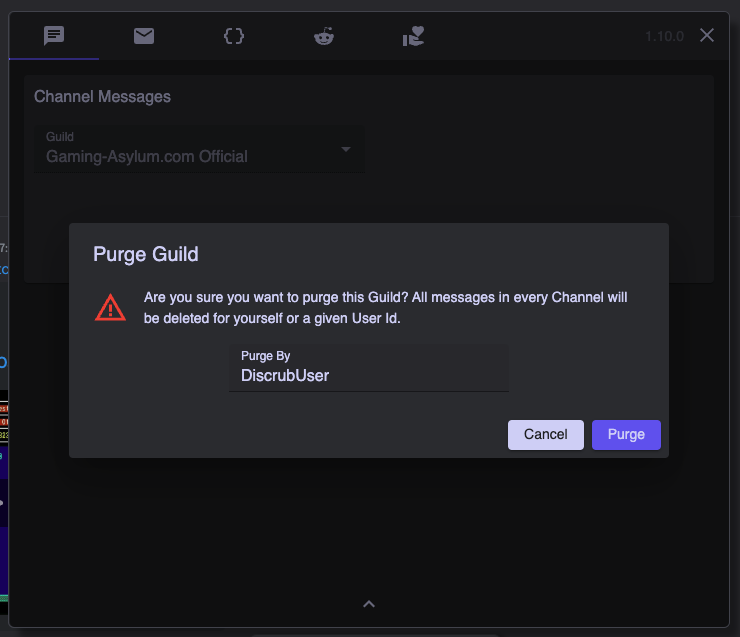 1.10.0
Channel Messages
Guild
Gaming-Asylum.com Official
Purge Guild
Are you sure you want to purge this Guild? All messages in every Channel will
be deleted for yourself or a given User Id.
Purge By
DiscrubUser
Cancel
Purge